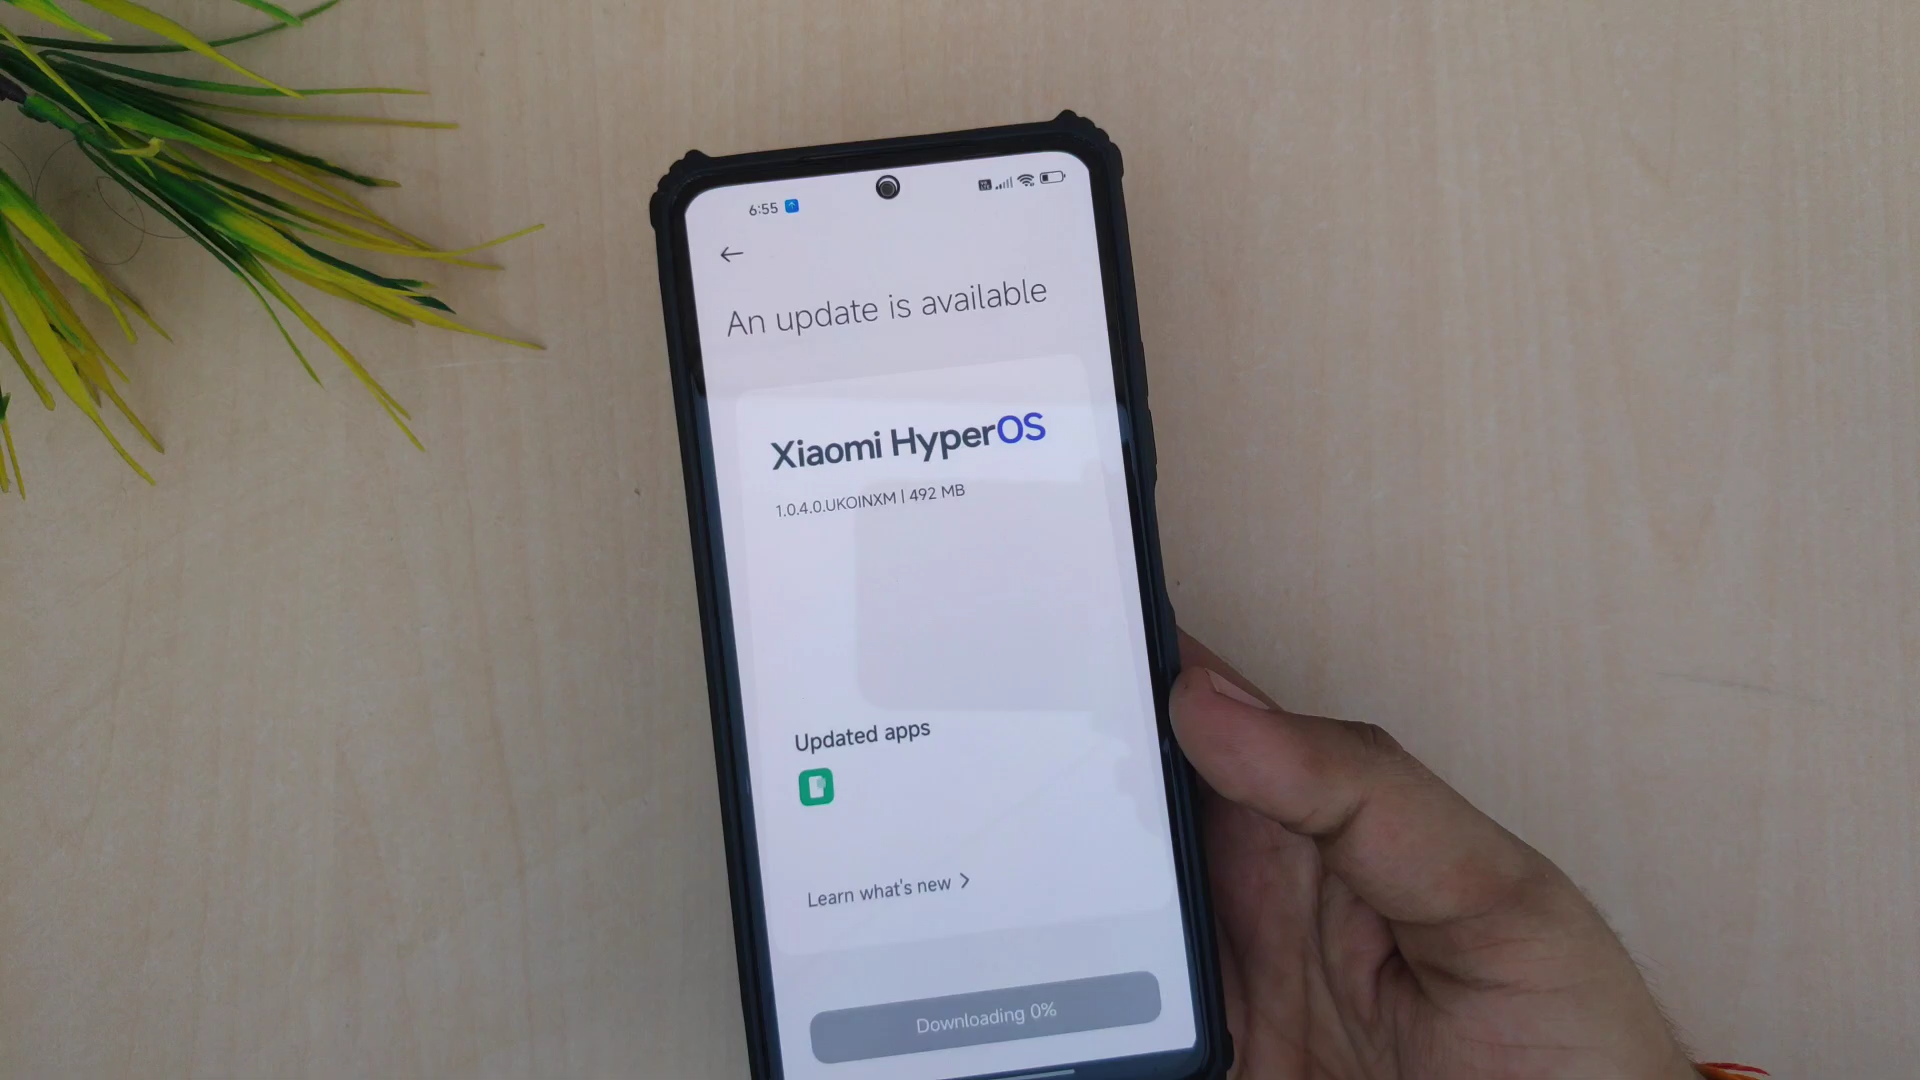 6:55
An update is available
Xiaomi HyperOS
1.0.4.0.UKOINXM | 492 MB
Updated apps
Learn what's new
Downloading 0%